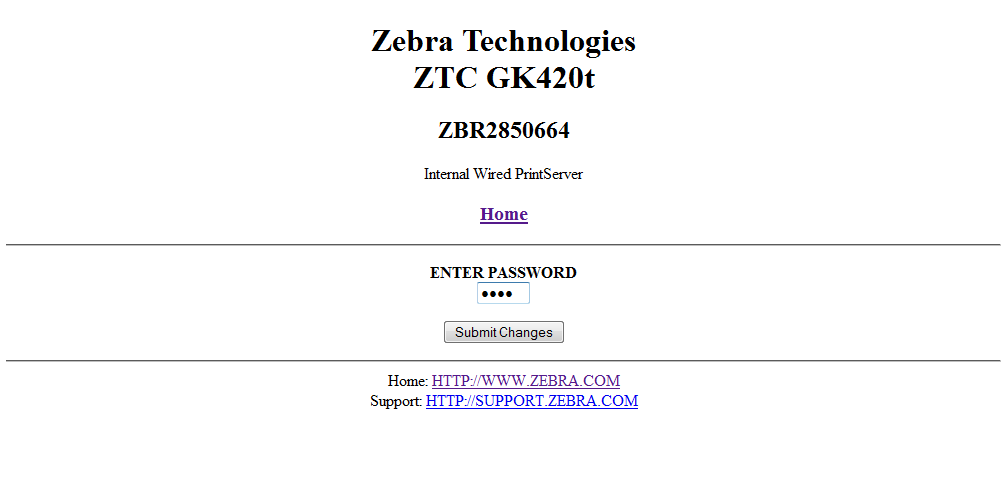 Zebra Technologies
ZTC GK420t
ZBR2850664
Internal Wired PrintServer
Home
ENTER PASSWORD
••••
Submit Changes
Home: HTTP://WWW.ZEBRA.COM
Support: HTTP://SUPPORT.ZEBRA.COM